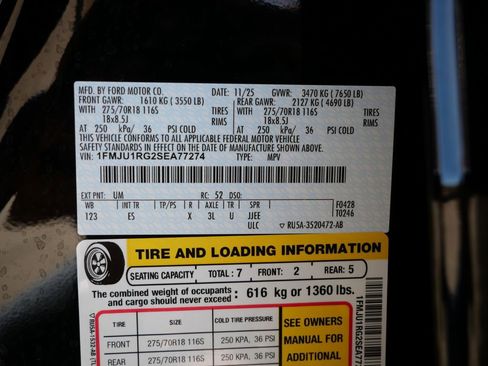 MFD. BY FORD MOTOR CO.
DATE: 11/25 GVWR: 3470 KG ( 7650 LB)
FRONT GAWR: 1610 KG ( 3550 LB) REAR GAWR: 2127 KG ( 4690 LB)
WITH 275/70R18 116S TIRES WITH 275/70R18 116S TIRES
18x8.5J RIMS 18x8.5J RIMS
AT 250 kPa/ 36 PSI COLD AT 250 kPa/ 36 PSI COLD
THIS VEHICLE CONFORMS TO ALL APPLICABLE FEDERAL MOTOR VEHICLE
SAFETY STANDARDS IN EFFECT ON THE DATE OF MANUFACTURE SHOWN ABOVE.
VIN: 1FMJU1RG2SEA77274 TYPE: MPV
EXT PNT: UM RC: 52 DSO:
WB INT TR TP/PS R AXLE TR SPR F0428
123 ES X 3L U JJEE T0246
ULC ▽ RU5A-3520472-AB
TIRE AND LOADING INFORMATION
SEATING CAPACITY TOTAL : 7 FRONT: 2 REAR: 5
The combined weight of occupants
and cargo should never exceed : 616 kg or 1360 lbs.
TIRE SIZE COLD TIRE PRESSURE
FRONT 275/70R18 116S 250 KPA, 36 PSI
REAR 275/70R18 116S 250 KPA, 36 PSI
SEE OWNERS
MANUAL FOR
ADDITIONAL
1FMJU1RG2SEA77